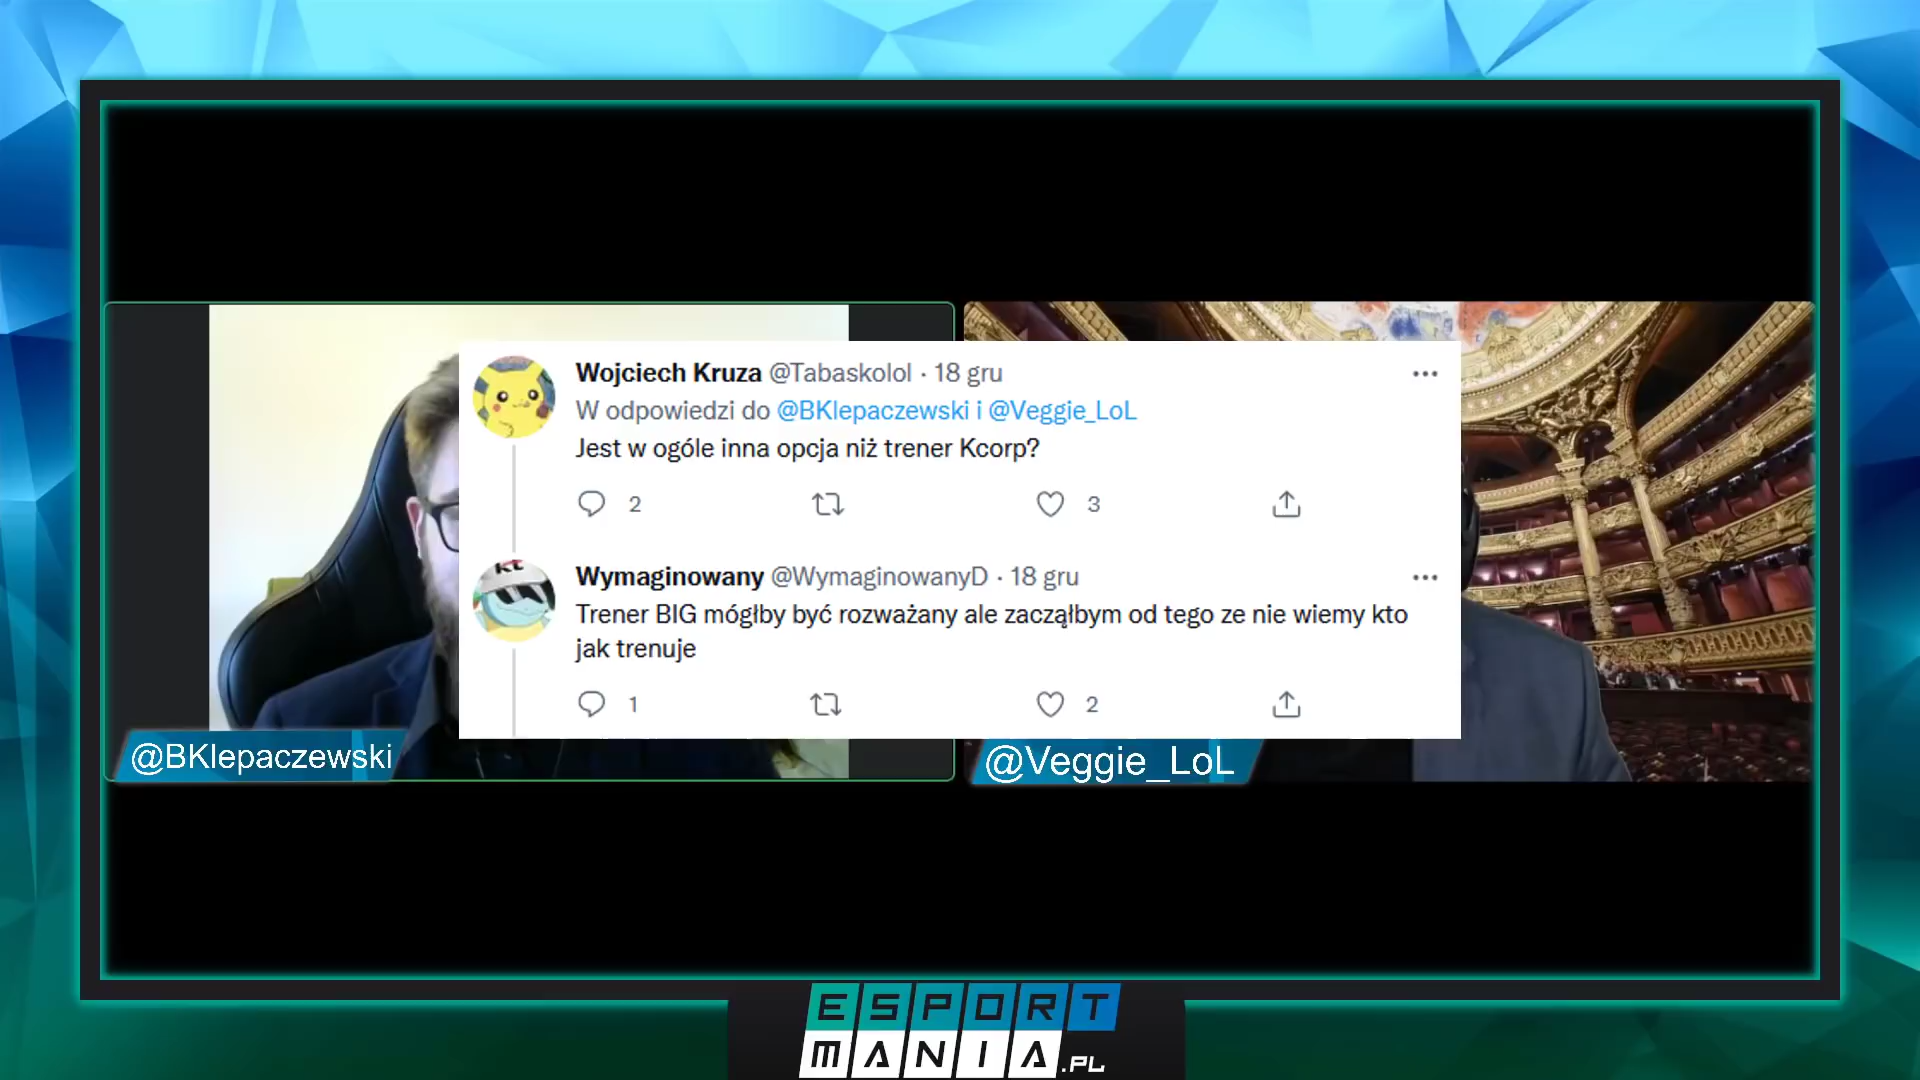 Wojciech Kruza @Tabaskolol · 18 gru
W odpowiedzi do @BKlepaczewski i @Veggie_LoL
Jest w ogóle inna opcja niż trener Kcorp?
2 3
kt
Wymaginowany @WymaginowanyD · 18 gru
Trener BIG mógłby być rozważany ale zacząłbym od tego ze nie wiemy kto
jak trenuje
1 2
@BKlepaczewski
@Veggie_LoL
ESPORT
MANIA.PL